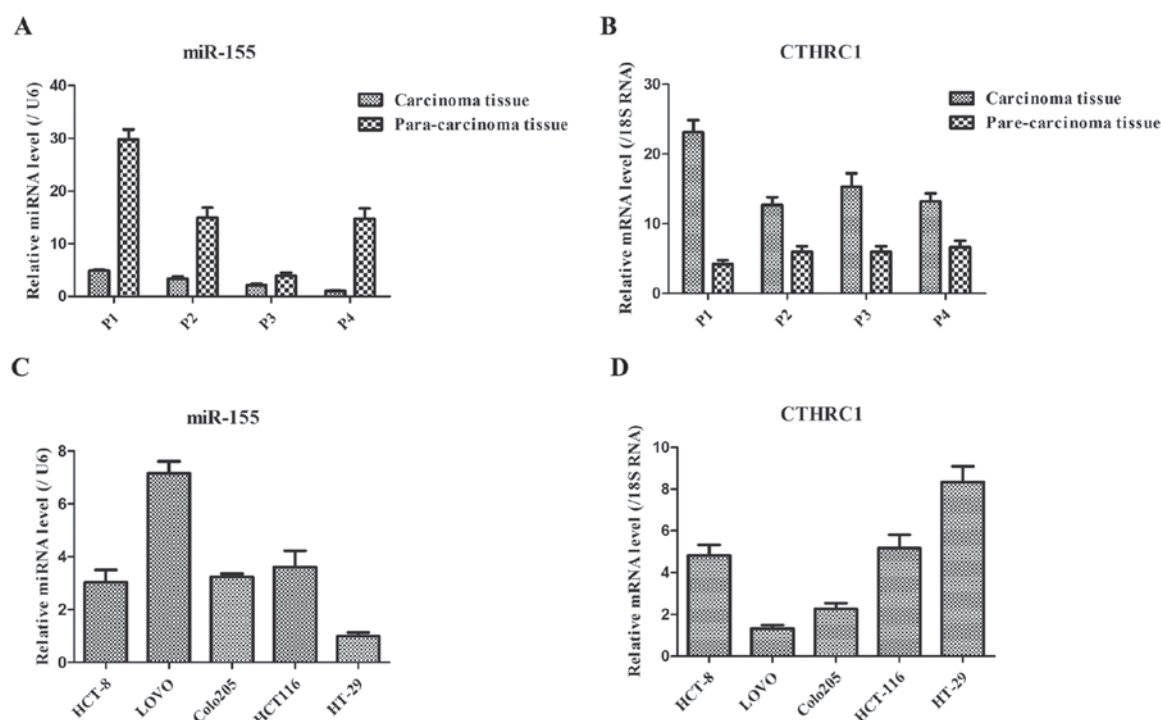 A
miR-155
Relative miRNA level (/ U6)
40
30
20
10
0
P1
P2
P3
P4
Carcinoma tissue
Para-carcinoma tissue
B
CTHRC1
Relative mRNA level (/18S RNA)
30
20
10
0
P1
P2
P3
P4
Carcinoma tissue
Pare-carcinoma tissue
C
miR-155
Relative miRNA level (/ U6)
8
6
4
2
0
HCT-8
LOVO
Colo205
HCT116
HT-29
D
CTHRC1
Relative mRNA level (/18S RNA)
10
8
6
4
2
0
HCT-8
LOVO
Colo205
HCT-116
HT-29